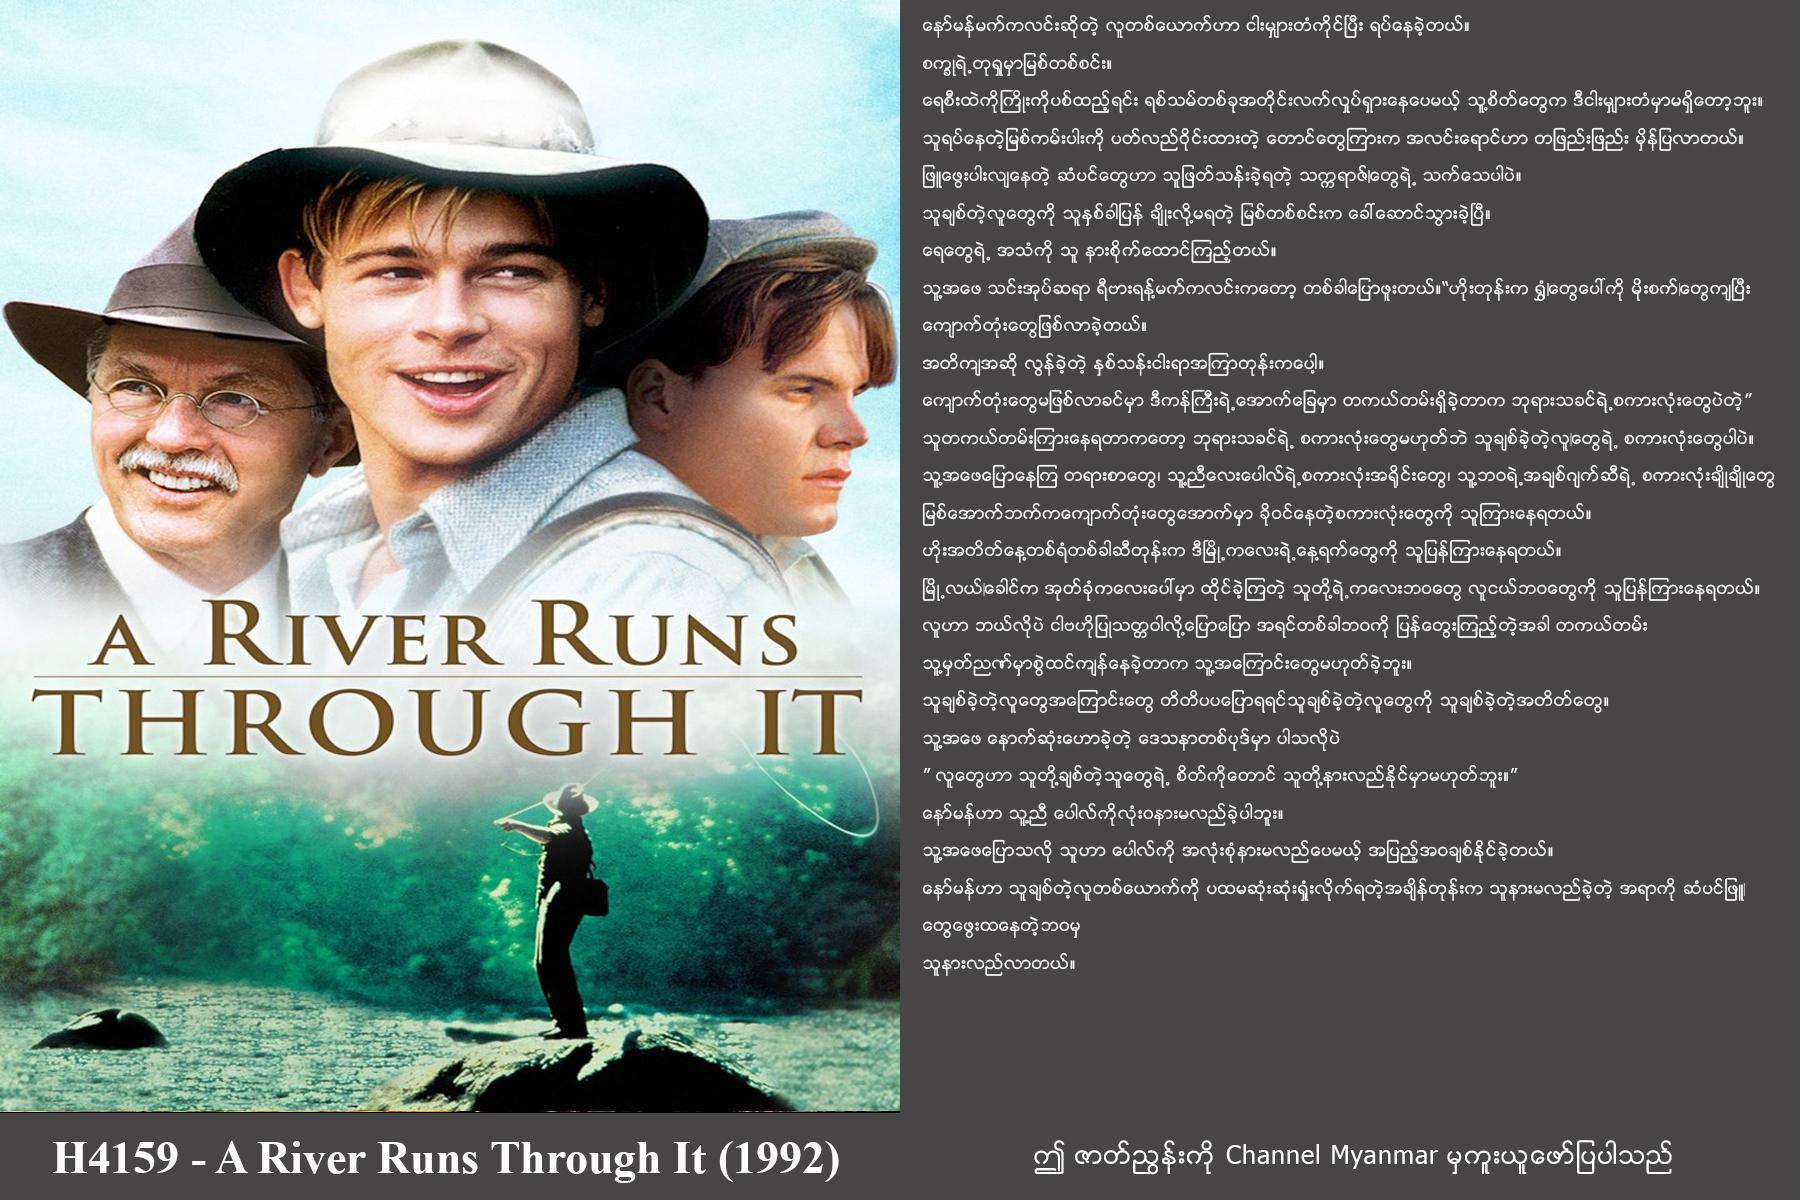 A RIVER RUNS
THROUGH IT
H4159 - A River Runs Through It (1992)
နော်မန်မက်ကလင်းဆိုတဲ့ လူတစ်ယောက်ဟာ ငါးမျှားတံကိုင်ပြီး ရပ်နေခဲ့တယ်။
စက္ခုရဲ့တုရှုမှာမြစ်တစ်စင်း။
ရေစီးထဲကိုကြိုးကိုပစ်ထည့်ရင်း ရစ်သမ်တစ်ခုအတိုင်းလက်လှုပ်ရှားနေပေမယ့် သူ့စိတ်တွေက ဒီငါးမျှားတံမှာမရှိတော့ဘူး။
သူရပ်နေတဲ့မြစ်ကမ်းပါးကို ပတ်လည်ဝိုင်းထားတဲ့ တောင်တွေကြားက အလင်းရောင်ဟာ တဖြည်းဖြည်း မှိန်ပြလာတယ်။
ဖြူဖွေးပါးလျနေတဲ့ ဆံပင်တွေဟာ သူဖြတ်သန်းခဲ့ရတဲ့ သက္ကရာဇ်တွေရဲ့ သက်သေပါပဲ။
သူချစ်တဲ့လူတွေကို သူနှစ်ခါပြန် ချိုးလို့မရတဲ့ မြစ်တစ်စင်းက ခေါ်ဆောင်သွားခဲ့ပြီ။
ရေတွေရဲ့ အသံကို သူ နားစိုက်ထောင်ကြည့်တယ်။
သူ့အဖေ သင်းအုပ်ဆရာ ရီဗားရန့်မက်ကလင်းကတော့ တစ်ခါပြောဖူးတယ်။“ဟိုးတုန်းက ရွှံ့တွေပေါ်ကို မိုးစက်တွေကျပြီး
ကျောက်တုံးတွေဖြစ်လာခဲ့တယ်။
အတိကျအဆို လွန်ခဲ့တဲ့ နှစ်သန်းငါးရာအကြာတုန်းကပေါ့။
ကျောက်တုံးတွေမဖြစ်လာခင်မှာ ဒီကန်ကြီးရဲ့အောက်ခြေမှာ တကယ်တမ်းရှိခဲ့တာက ဘုရားသခင်ရဲ့စကားလုံးတွေပဲတဲ့”
သူတကယ်တမ်းကြားနေရတာကတော့ ဘုရားသခင်ရဲ့ စကားလုံးတွေမဟုတ်ဘဲ သူချစ်ခဲ့တဲ့လူတွေရဲ့ စကားလုံးတွေပါပဲ။
သူ့အဖေပြောနေကြ တရားစာတွေ၊ သူ့ညီလေးပေါလ်ရဲ့စကားလုံးအရိုင်းတွေ၊ သူ့ဘဝရဲ့အချစ်ဂျက်ဆီရဲ့ စကားလုံးချိုချိုတွေ
မြစ်အောက်ဘက်ကကျောက်တုံးတွေအောက်မှာ ခိုဝင်နေတဲ့စကားလုံးတွေကို သူကြားနေရတယ်။
ဟိုးအတိတ်နေ့တစ်ရံတစ်ခါဆီတုန်းက ဒီမြို့ကလေးရဲ့နေ့ရက်တွေကို သူပြန်ကြားနေရတယ်။
မြို့လယ်ခေါင်က အုတ်ခုံကလေးပေါ်မှာ ထိုင်ခဲ့ကြတဲ့ သူတို့ရဲ့ကလေးဘဝတွေ လူငယ်ဘဝတွေကို သူပြန်ကြားနေရတယ်။
လူဟာ ဘယ်လိုပဲ ငါဗဟိုပြုသတ္တဝါလို့ပြောပြော အရင်တစ်ခါဘဝကို ပြန်တွေးကြည့်တဲ့အခါ တကယ်တမ်း
သူ့မှတ်ညဏ်မှာစွဲထင်ကျန်နေခဲ့တာက သူ့အကြောင်းတွေမဟုတ်ခဲ့ဘူး။
သူချစ်ခဲ့တဲ့လူတွေအကြောင်းတွေ တိတိပပပြောရရင်သူချစ်ခဲ့တဲ့လူတွေကို သူချစ်ခဲ့တဲ့အတိတ်တွေ။
သူ့အဖေ နောက်ဆုံးဟောခဲ့တဲ့ ဒေသနာတစ်ပုဒ်မှာ ပါသလိုပဲ
” လူတွေဟာ သူတို့ချစ်တဲ့သူတွေရဲ့ စိတ်ကိုတောင် သူတို့နားလည်နိုင်မှာမဟုတ်ဘူး။”
နော်မန်ဟာ သူ့ညီ ပေါလ်ကိုလုံးဝနားမလည်ခဲ့ပါဘူး။
သူ့အဖေပြောသလို သူဟာ ပေါလ်ကို အလုံးစုံနားမလည်ပေမယ့် အပြည့်အဝချစ်နိုင်ခဲ့တယ်။
နော်မန်ဟာ သူချစ်တဲ့လူတစ်ယောက်ကို ပထမဆုံးဆုံးရှုံးလိုက်ရတဲ့အချိန်တုန်းက သူနားမလည်ခဲ့တဲ့ အရာကို ဆံပင်ဖြူ
တွေဖွေးထနေတဲ့ဘဝမှ
သူနားလည်လာတယ်။
ဤ ဇာတ်ညွှန်းကို Channel Myanmar မှကူးယူဖော်ပြပါသည်